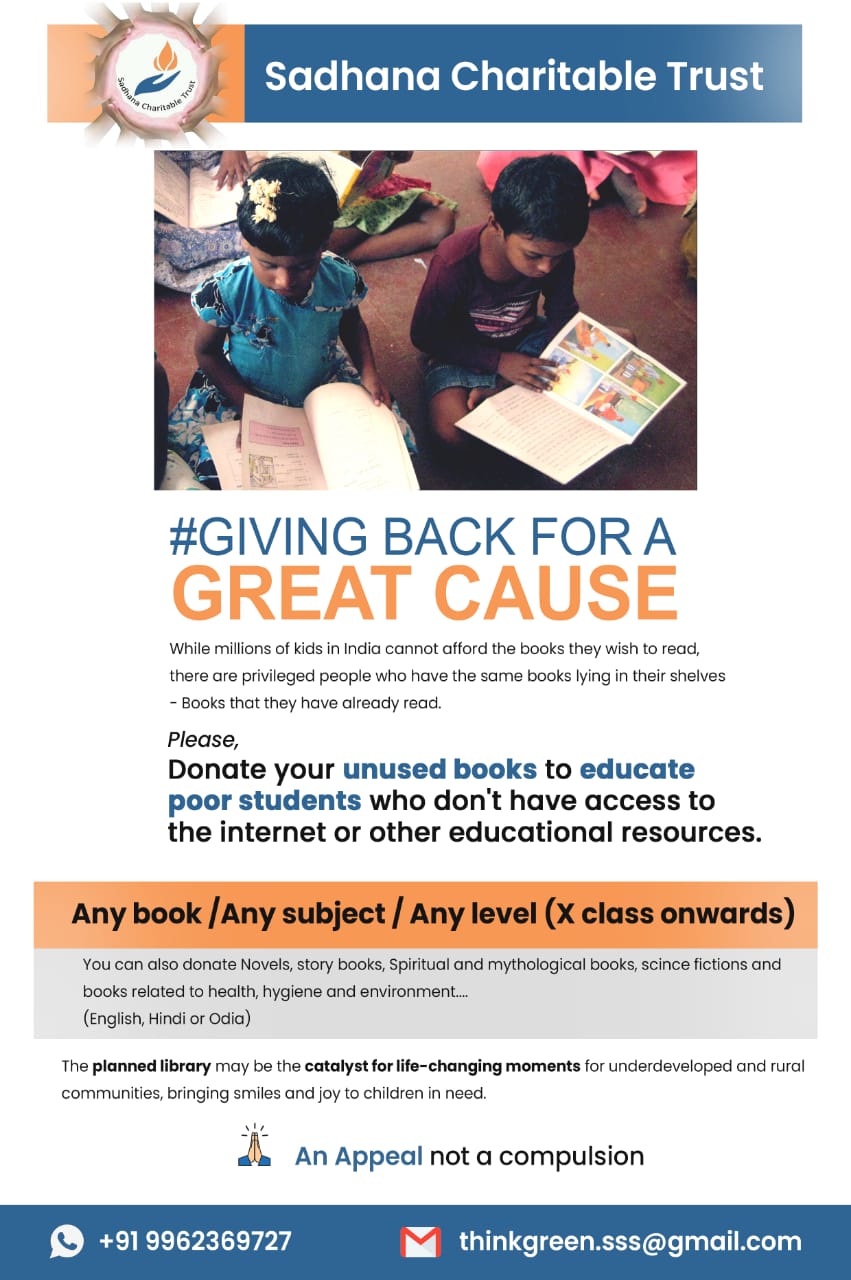 Sadhana Charitable Trust
Sadhana Charitable Trust
#GIVING BACK FOR A
GREAT CAUSE
While millions of kids in India cannot afford the books they wish to read,
there are privileged people who have the same books lying in their shelves
- Books that they have already read.
Please,
Donate your unused books to educate
poor students who don't have access to
the internet or other educational resources.
Any book /Any subject / Any level (X class onwards)
You can also donate Novels, story books, Spiritual and mythological books, scince fictions and
books related to health, hygiene and environment....
(English, Hindi or Odia)
The planned library may be the catalyst for life-changing moments for underdeveloped and rural
communities, bringing smiles and joy to children in need.
An Appeal not a compulsion
+91 9962369727
thinkgreen.sss@gmail.com